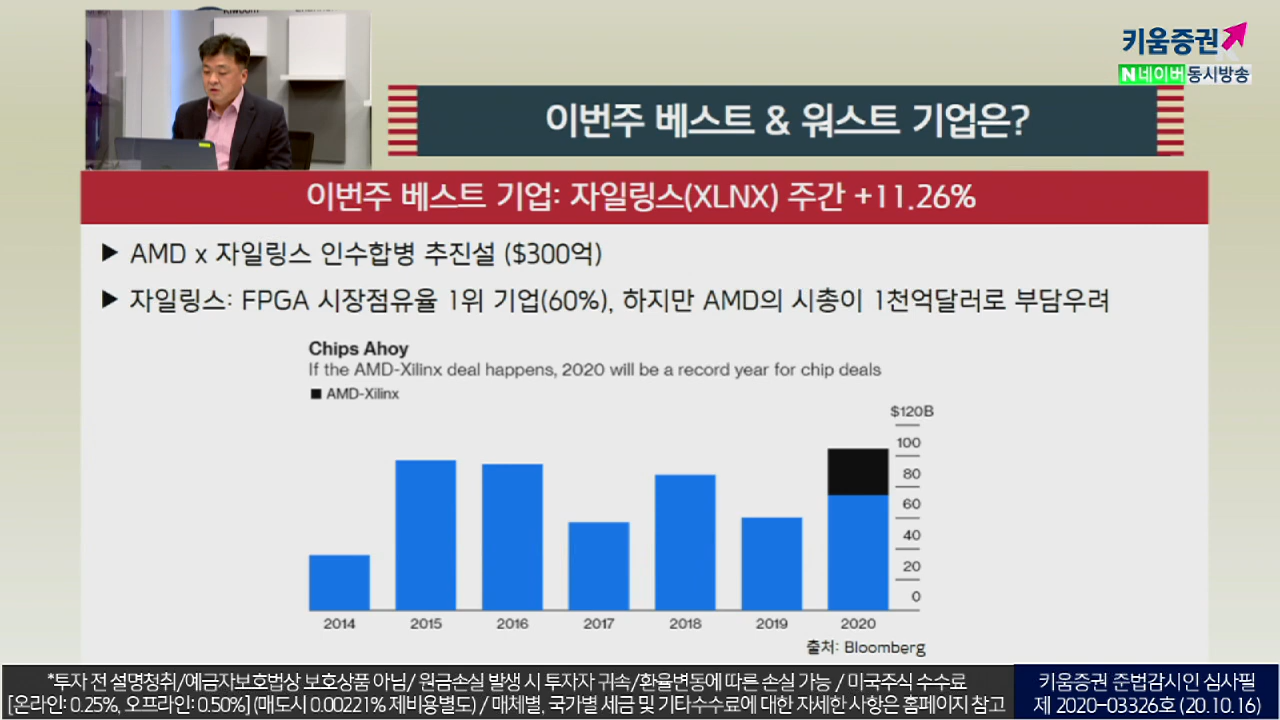 키움증권
N 네이버 동시방송
이번주 베스트 & 워스트 기업은?
이번주 베스트 기업: 자일링스(XLNX) 주간 +11.26%
▶ AMD x 자일링스 인수합병 추진설 ($300억)
▶ 자일링스: FPGA 시장점유율 1위 기업(60%), 하지만 AMD의 시총이 1천억달러로 부담우려
Chips Ahoy
If the AMD-Xilinx deal happens, 2020 will be a record year for chip deals
AMD-Xilinx
$120B
100
80
60
40
20
0
2014 2015 2016 2017 2018 2019 2020
출처: Bloomberg
*투자 전 설명청취/예금자보호법상 보호상품 아님/ 원금손실 발생 시 투자자 귀속/환율변동에 따른 손실 가능 / 미국주식 수수료
[온라인: 0.25%, 오프라인: 0.50%] (매도시 0.00221% 제비용별도) / 매체별, 국가별 세금 및 기타수수료에 대한 자세한 사항은 홈페이지 참고
키움증권 준법감시인 심사필
제 2020-03326호 (20.10.16)